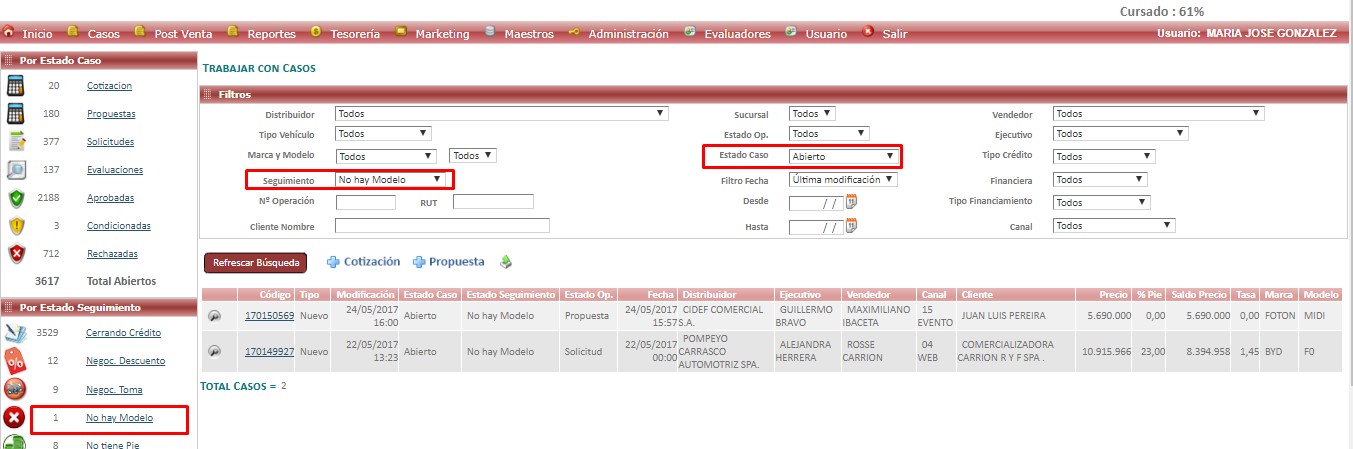 Cursado : 61%
Inicio Casos Post Venta Reportes Tesorería Marketing Maestros Administración Evaluadores Usuario Salir Usuario: MARIA JOSE GONZALEZ
Por Estado Caso
20 Cotizacion
180 Propuestas
377 Solicitudes
137 Evaluaciones
2188 Aprobadas
3 Condicionadas
712 Rechazadas
3617 Total Abiertos
Por Estado Seguimiento
3529 Cerrando Crédito
12 Negoc. Descuento
9 Negoc. Toma
1 No hay Modelo
8 No tiene Pie
TRABAJAR CON CASOS
Filtros
Distribuidor Todos Sucursal Todos Vendedor Todos
Tipo Vehículo Todos Estado Op. Todos Ejecutivo Todos
Marca y Modelo Todos Todos Estado Caso Abierto Tipo Crédito Todos
Seguimiento No hay Modelo Filtro Fecha Última modificación Financiera Todos
Nº Operación RUT Desde / / Tipo Financiamiento Todos
Cliente Nombre Hasta / / Canal Todos
Refrescar Búsqueda Cotización Propuesta
Código Tipo Modificación Estado Caso Estado Seguimiento Estado Op. Fecha Distribuidor Ejecutivo Vendedor Canal Cliente Precio % Pie Saldo Precio Tasa Marca Modelo
170150569 Nuevo 24/05/2017 16:00 Abierto No hay Modelo Propuesta 24/05/2017 15:57 CIDEF COMERCIAL S.A. GUILLERMO BRAVO MAXIMILIANO IBACETA 15 EVENTO JUAN LUIS PEREIRA 5.690.000 0,00 5.690.000 0,00 FOTON MIDI
170149927 Nuevo 22/05/2017 13:23 Abierto No hay Modelo Solicitud 22/05/2017 00:00 POMPEYO CARRASCO AUTOMOTRIZ SPA. ALEJANDRA HERRERA ROSSE CARRION 04 WEB COMERCIALIZADORA CARRION R Y F SPA . 10.915.966 23,00 8.394.958 1,45 BYD F0
TOTAL CASOS = 2